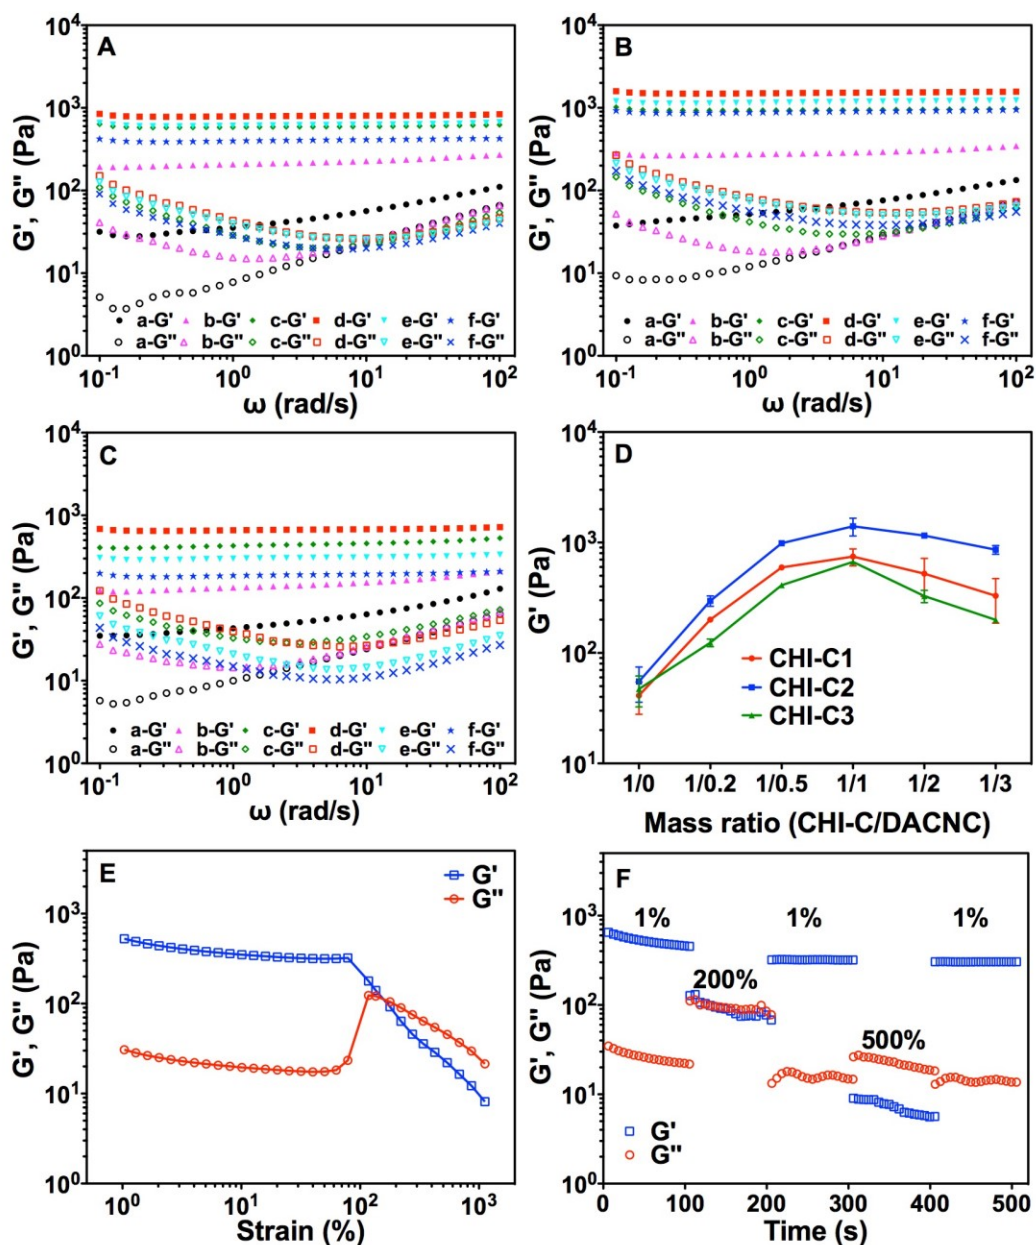 A
G', G'' (Pa)
10⁴
10³
10²
10¹
10⁰
a-G' b-G' c-G' d-G' e-G' f-G'
a-G'' b-G'' c-G'' d-G'' e-G'' f-G''
10⁻¹ 10⁰ 10¹ 10²
ω (rad/s)
B
G', G'' (Pa)
10⁴
10³
10²
10¹
10⁰
a-G' b-G' c-G' d-G' e-G' f-G'
a-G'' b-G'' c-G'' d-G'' e-G'' f-G''
10⁻¹ 10⁰ 10¹ 10²
ω (rad/s)
C
G', G'' (Pa)
10⁴
10³
10²
10¹
10⁰
a-G' b-G' c-G' d-G' e-G' f-G'
a-G'' b-G'' c-G'' d-G'' e-G'' f-G''
10⁻¹ 10⁰ 10¹ 10²
ω (rad/s)
D
G' (Pa)
10⁴
10³
10²
10¹
CHI-C1
CHI-C2
CHI-C3
1/0 1/0.2 1/0.5 1/1 1/2 1/3
Mass ratio (CHI-C/DACNC)
E
G', G'' (Pa)
G'
G''
10³
10²
10¹
10⁰
10⁰ 10¹ 10² 10³
Strain (%)
F
G', G'' (Pa)
10³
10²
10¹
10⁰
1% 1% 1%
200%
500%
G'
G''
0 100 200 300 400 500
Time (s)